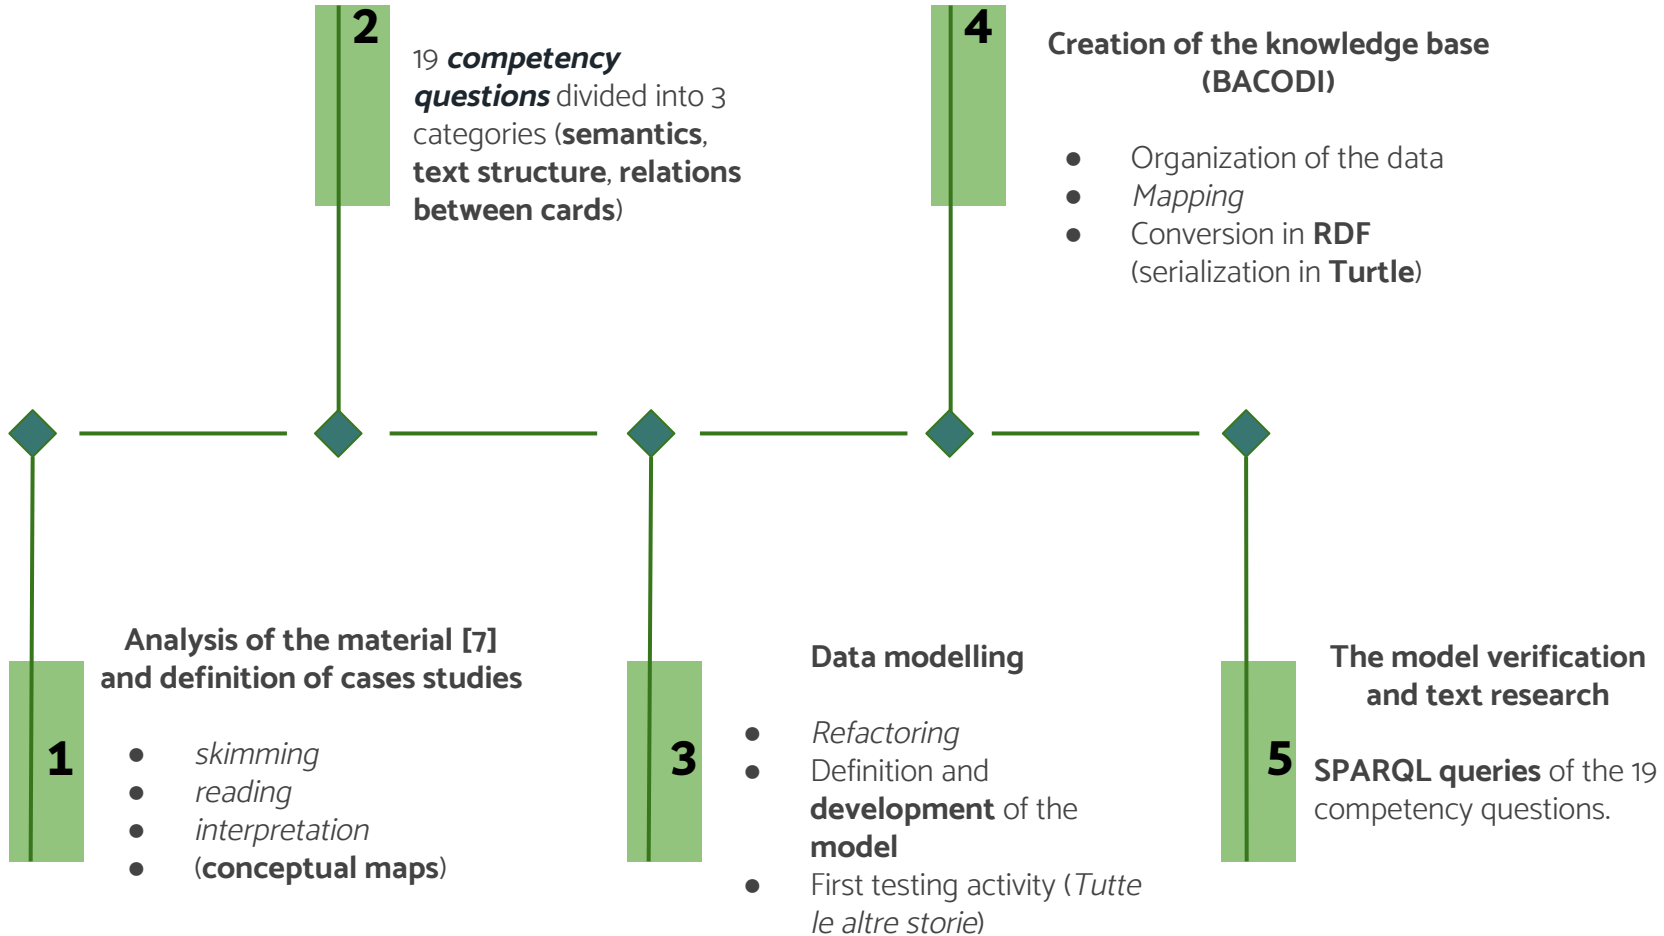 2
19 competency
questions divided into 3
categories (semantics,
text structure, relations
between cards)
4
Creation of the knowledge base
(BACODI)
● Organization of the data
● Mapping
● Conversion in RDF
(serialization in Turtle)
Analysis of the material [7]
and definition of cases studies
1
● skimming
● reading
● interpretation
● (conceptual maps)
3
Data modelling
● Refactoring
● Definition and
development of the
model
● First testing activity (Tutte
le altre storie)
5
The model verification
and text research
SPARQL queries of the 19
competency questions.